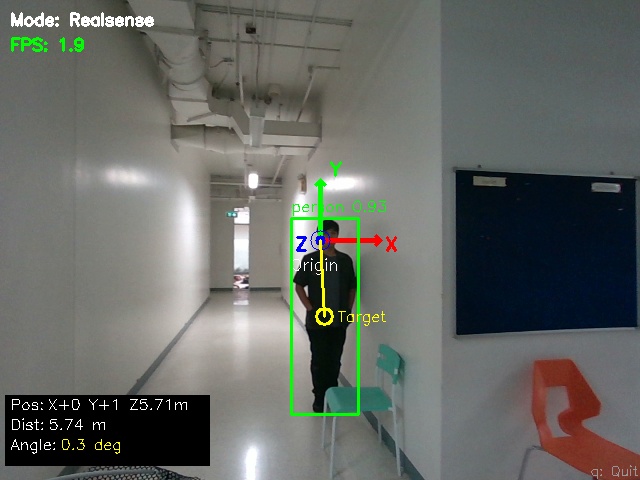 Mode: Realsense
FPS: 1.9
Y
person 0.93
Z
X
Origin
Target
Pos: X+0 Y+1 Z5.71m
Dist: 5.74 m
Angle: 0.3 deg
q: Quit